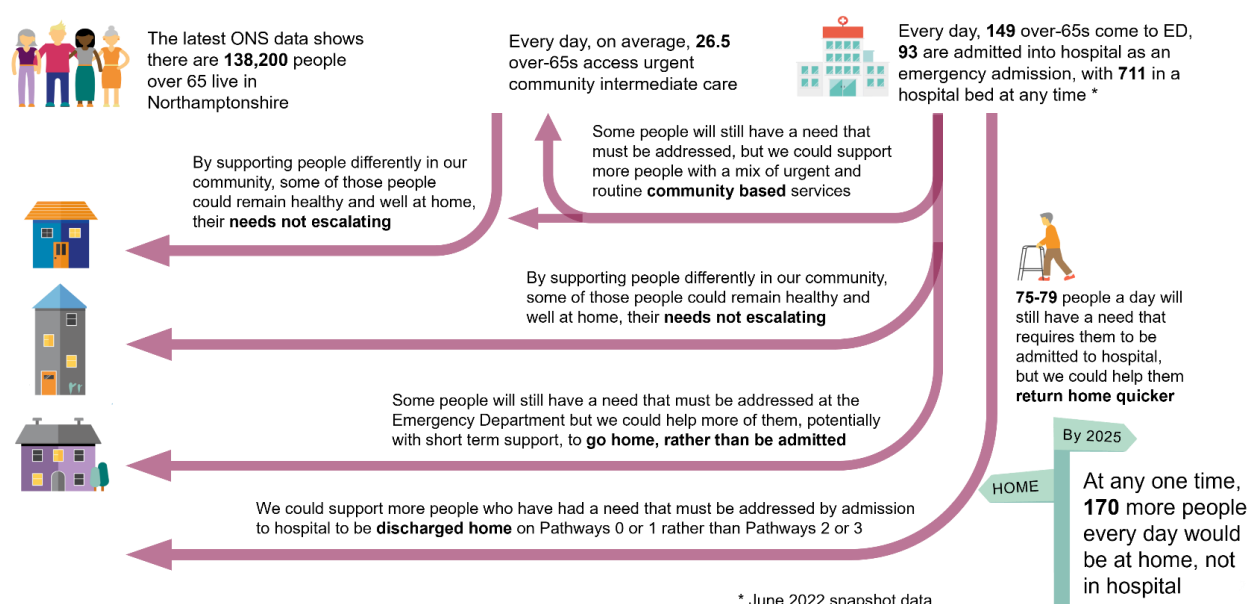 The latest ONS data shows
there are 138,200 people
over 65 live in
Northamptonshire
Every day, on average, 26.5
over-65s access urgent
community intermediate care
Every day, 149 over-65s come to ED,
93 are admitted into hospital as an
emergency admission, with 711 in a
hospital bed at any time *
By supporting people differently in our
community, some of those people
could remain healthy and well at home,
their needs not escalating
Some people will still have a need that
must be addressed, but we could support
more people with a mix of urgent and
routine community based services
By supporting people differently in our community,
some of those people could remain healthy and
well at home, their needs not escalating
75-79 people a day will
still have a need that
requires them to be
admitted to hospital,
but we could help them
return home quicker
Some people will still have a need that must be addressed at the
Emergency Department but we could help more of them, potentially
with short term support, to go home, rather than be admitted
We could support more people who have had a need that must be addressed by admission
to hospital to be discharged home on Pathways 0 or 1 rather than Pathways 2 or 3
By 2025
HOME
At any one time,
170 more people
every day would
be at home, not
in hospital
* June 2022 snapshot data